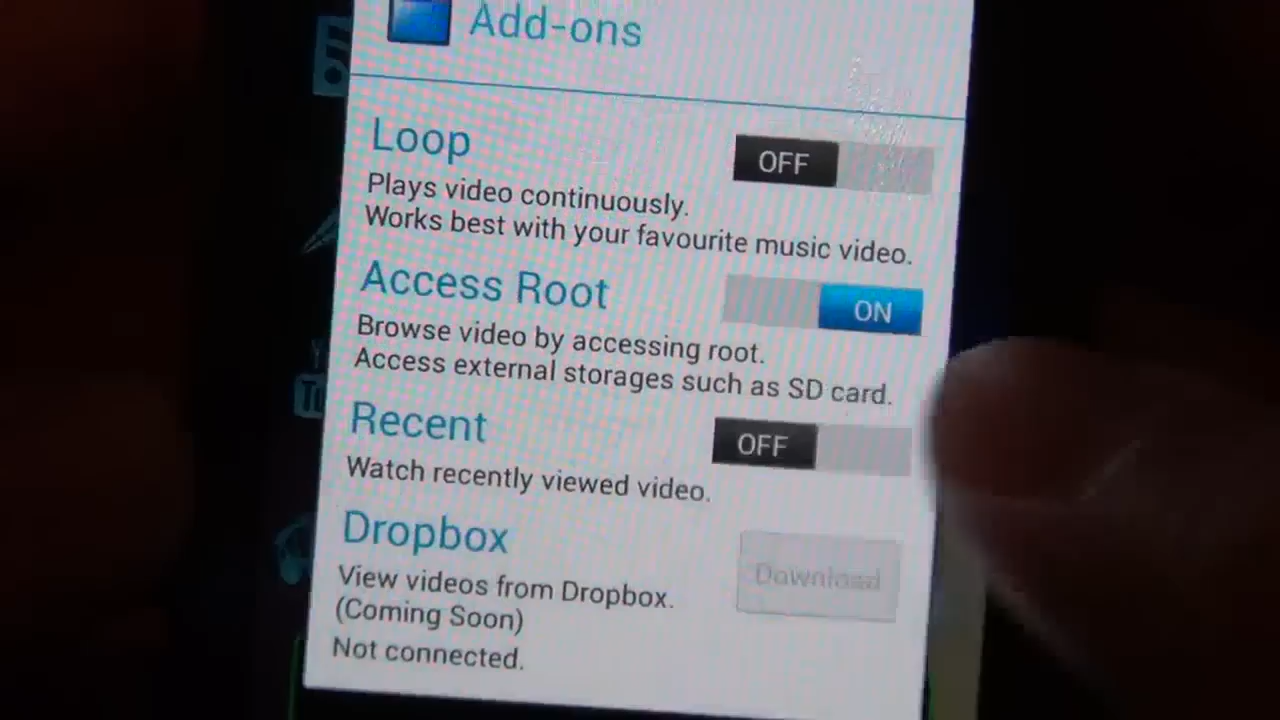 Add-ons
Loop
OFF
Plays video continuously.
Works best with your favourite music video.
Access Root
ON
Browse video by accessing root.
Access external storages such as SD card.
Recent
OFF
Watch recently viewed video.
Dropbox
Download
View videos from Dropbox.
(Coming Soon)
Not connected.